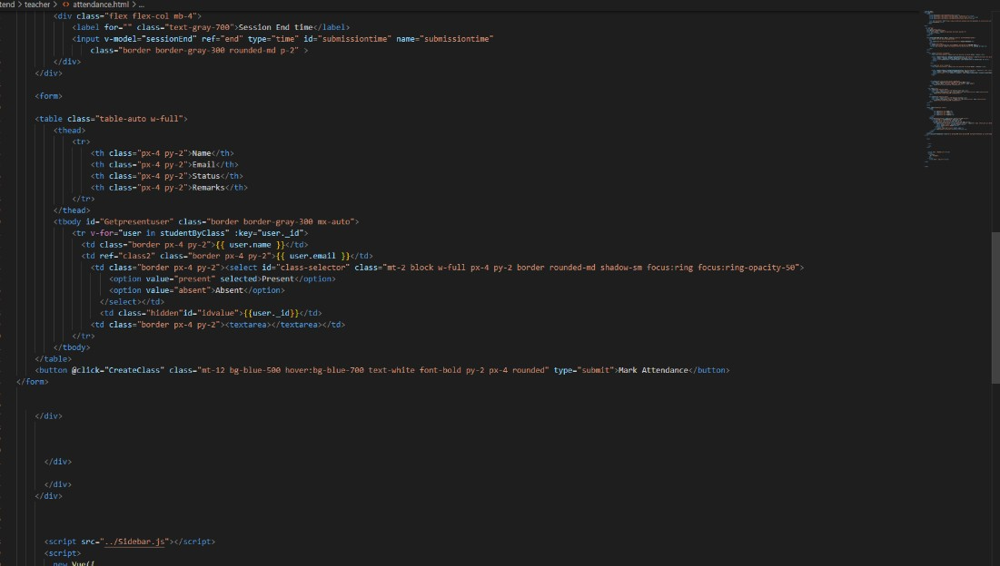 tend > teacher > <> attendance.html > ...
<div class="flex flex-col mb-4">
<label for="" class="text-gray-700">Session End time</label>
<input v-model="sessionEnd" ref="end" type="time" id="submissiontime" name="submissiontime"
class="border border-gray-300 rounded-md p-2" >
</div>
</div>
<form>
<table class="table-auto w-full">
<thead>
<tr>
<th class="px-4 py-2">Name</th>
<th class="px-4 py-2">Email</th>
<th class="px-4 py-2">Status</th>
<th class="px-4 py-2">Remarks</th>
</tr>
</thead>
<tbody id="Getpresentuser" class="border border-gray-300 mx-auto">
<tr v-for="user in studentByClass" :key="user._id">
<td class="border px-4 py-2">{{ user.name }}</td>
<td ref="class2" class="border px-4 py-2">{{ user.email }}</td>
<td class="border px-4 py-2"><select id="class-selector" class="mt-2 block w-full px-4 py-2 border rounded-md shadow-sm focus:ring focus:ring-opacity-50">
<option value="present" selected>Present</option>
<option value="absent">Absent</option>
</select></td>
<td class="hidden"id="idvalue">{{user._id}}</td>
<td class="border px-4 py-2"><textarea></textarea></td>
</tr>
</tbody>
</table>
<button @click="CreateClass" class="mt-12 bg-blue-500 hover:bg-blue-700 text-white font-bold py-2 px-4 rounded" type="submit">Mark Attendance</button>
</form>
</div>
</div>
</div>
</div>
<script src="../Sidebar.js"></script>
<script>
new Vue({